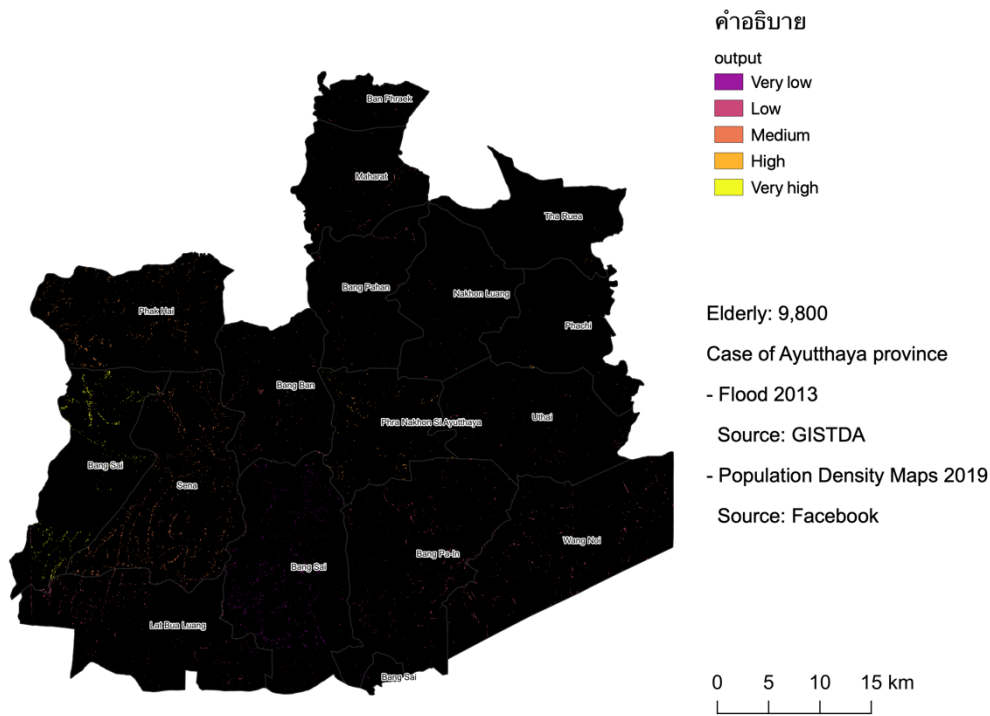 คำอธิบาย
output
Very low
Low
Medium
High
Very high
Ban Phraek
Maharat
Tha Ruea
Bang Pahan
Nakhon Luang
Phak Hai
Phachi
Bang Ban
Phra Nakhon Si Ayutthaya
Uthai
Bang Sai
Sena
Bang Sai
Bang Pa-In
Wang Noi
Lat Bua Luang
Bang Sai
Elderly: 9,800
Case of Ayutthaya province
- Flood 2013
Source: GISTDA
- Population Density Maps 2019
Source: Facebook
0 5 10 15 km